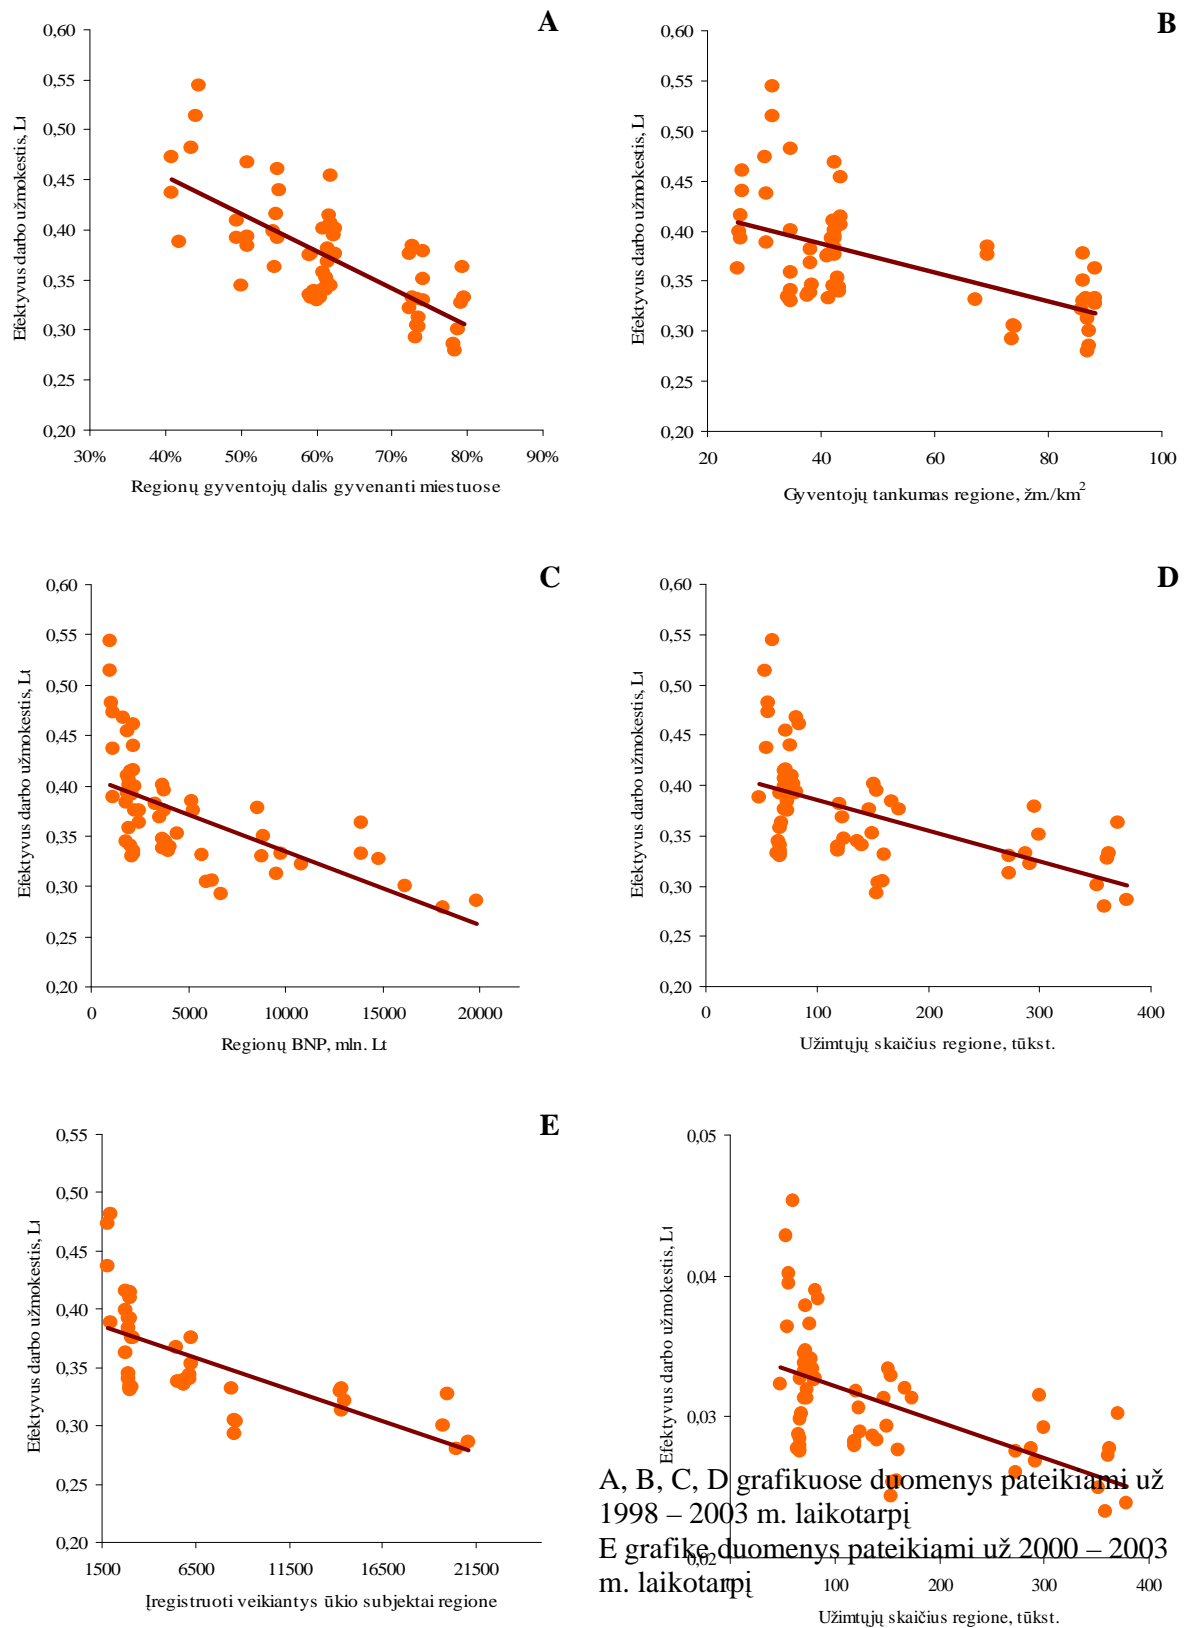 A
0,60
0,55
0,50
0,45
0,40
0,35
0,30
0,25
0,20
Efektyvus darbo užmokestis, Lt
30% 40% 50% 60% 70% 80% 90%
Regionų gyventojų dalis gyvenanti miestuose
B
0,60
0,55
0,50
0,45
0,40
0,35
0,30
0,25
0,20
Efektyvus darbo užmokestis, Lt
20 40 60 80 100
Gyventojų tankumas regione, žm./km²
C
0,60
0,55
0,50
0,45
0,40
0,35
0,30
0,25
0,20
Efektyvus darbo užmokestis, Lt
0 5000 10000 15000 20000
Regionų BNP, mln. Lt
D
0,60
0,55
0,50
0,45
0,40
0,35
0,30
0,25
0,20
Efektyvus darbo užmokestis, Lt
0 100 200 300 400
Užimtųjų skaičius regione, tūkst.
E
0,55
0,50
0,45
0,40
0,35
0,30
0,25
0,20
Efektyvus darbo užmokestis, Lt
1500 6500 11500 16500 21500
Įregistruoti veikiantys ūkio subjektai regione
0,05
0,04
0,03
0,02
Efektyvus darbo užmokestis, Lt
100 200 300 400
Užimtųjų skaičius regione, tūkst.
A, B, C, D grafikuose duomenys pateikiami už
1998 – 2003 m. laikotarpį
E grafike duomenys pateikiami už 2000 – 2003
m. laikotarpį